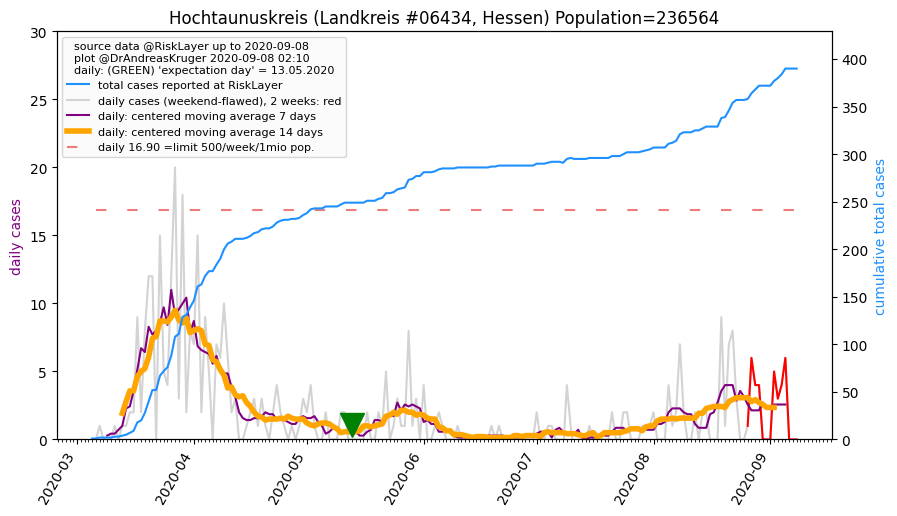 Hochtaunuskreis (Landkreis #06434, Hessen) Population=236564
source data @RiskLayer up to 2020-09-08
plot @DrAndreasKruger 2020-09-08 02:10
daily: (GREEN) 'expectation day' = 13.05.2020
total cases reported at RiskLayer
daily cases (weekend-flawed), 2 weeks: red
daily: centered moving average 7 days
daily: centered moving average 14 days
daily 16.90 =limit 500/week/1mio pop.
daily cases
30
25
20
15
10
5
0
cumulative total cases
400
350
300
250
200
150
100
50
0
2020-03
2020-04
2020-05
2020-06
2020-07
2020-08
2020-09